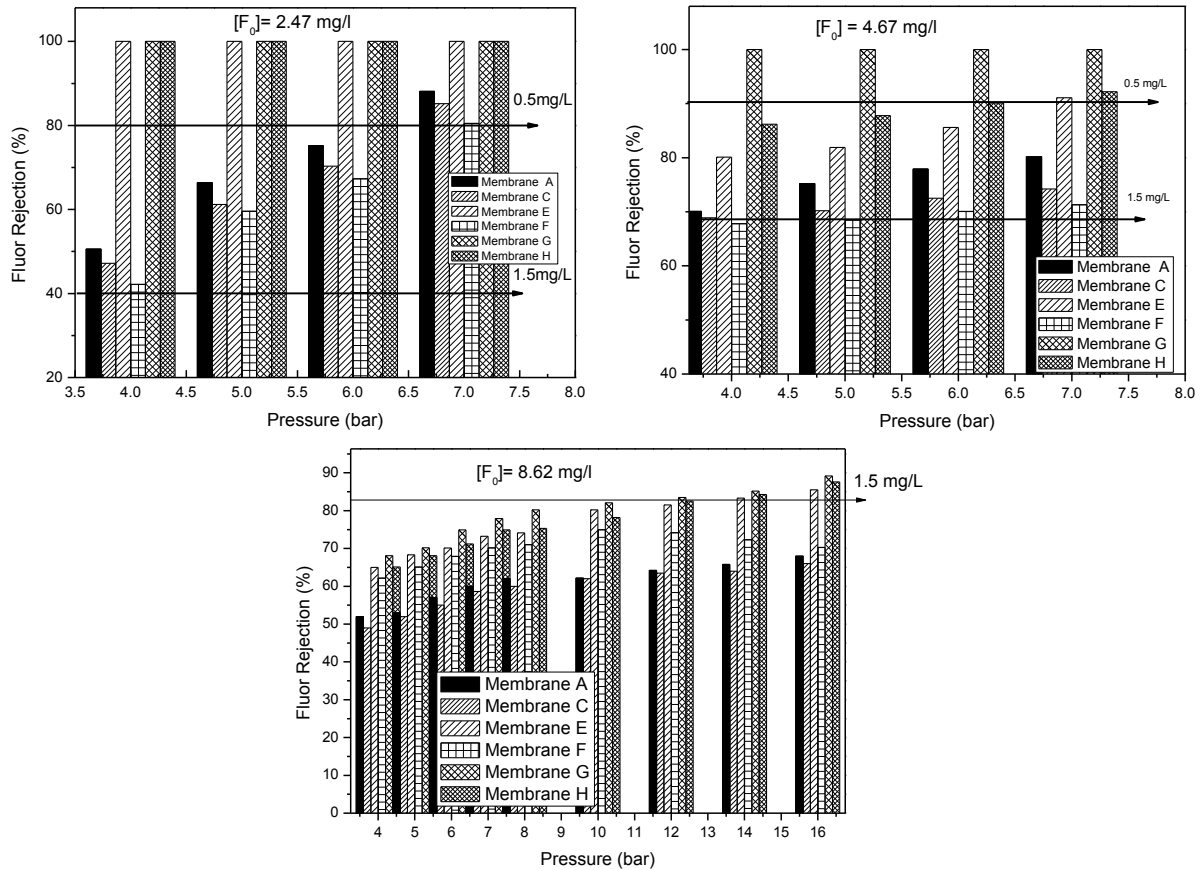 [F0]= 2.47 mg/l
100
80
60
40
20
Fluor Rejection (%)
0.5mg/L
1.5mg/L
Membrane A
Membrane C
Membrane E
Membrane F
Membrane G
Membrane H
3.5 4.0 4.5 5.0 5.5 6.0 6.5 7.0 7.5 8.0
Pressure (bar)
[F0] = 4.67 mg/l
100
80
60
40
Fluor Rejection (%)
0.5 mg/L
1.5 mg/L
Membrane A
Membrane C
Membrane E
Membrane F
Membrane G
Membrane H
4.0 4.5 5.0 5.5 6.0 6.5 7.0 7.5 8.0
Pressure (bar)
[F0]= 8.62 mg/l
1.5 mg/L
90
80
70
60
50
40
30
20
10
0
Fluor Rejection (%)
Membrane A
Membrane C
Membrane E
Membrane F
Membrane G
Membrane H
4 5 6 7 8 9 10 11 12 13 14 15 16
Pressure (bar)